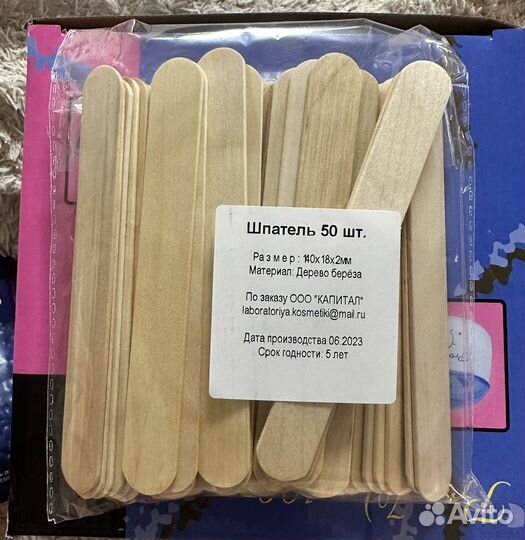 Шпатель 50 шт.
Размер: 140х18х2мм
Материал: Дерево берёза
По заказу ООО "КАПИТАЛ"
laboratoriya.kosmetiki@mail.ru
Дата производства 06.2023
Срок годности: 5 лет
Avito